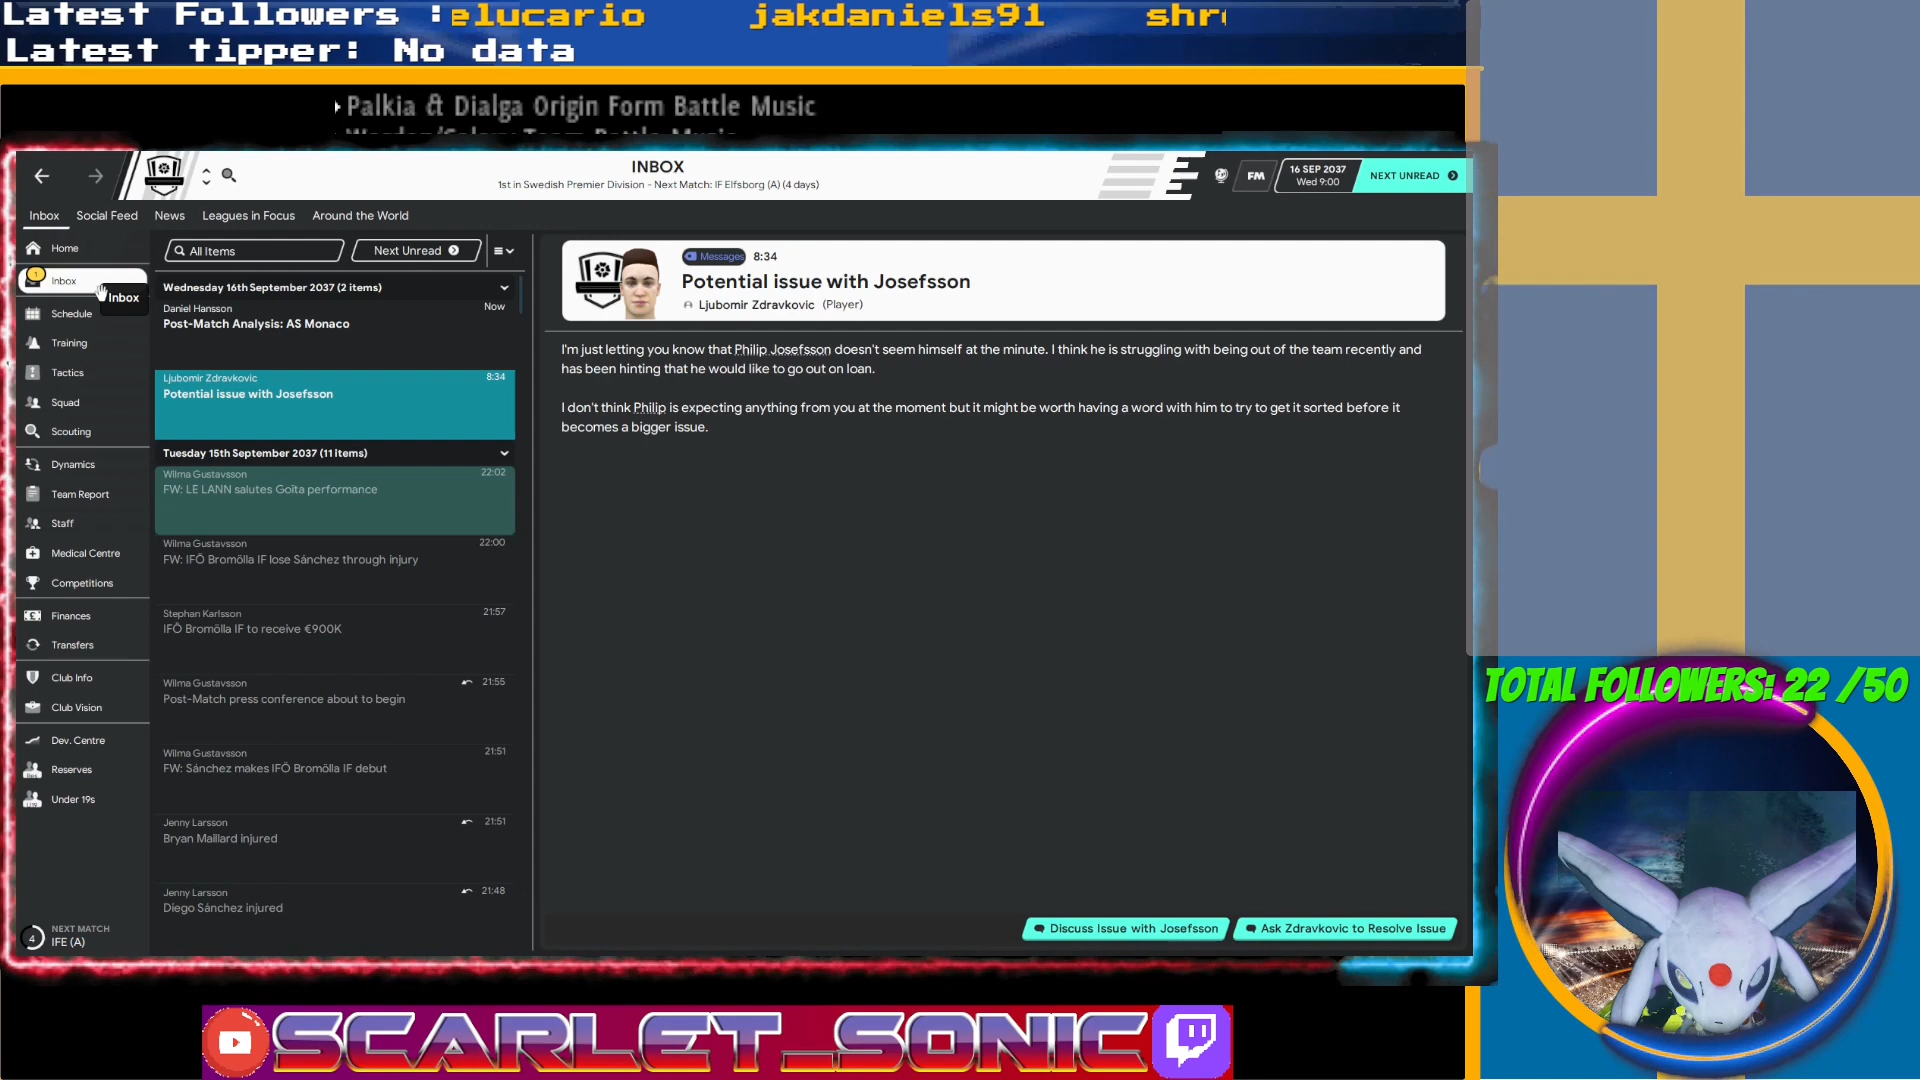 Latest Followers : elucario jakdaniels91 shr
Latest tipper: No data
Palkia & Dialga Origin Form Battle Music
INBOX
1st in Swedish Premier Division - Next Match: IF Elfsborg (A) (4 days)
FM
16 SEP 2037
Wed 9:00
NEXT UNREAD
Inbox Social Feed News Leagues in Focus Around the World
Home
1
Inbox
Inbox
Schedule
Training
Tactics
Squad
Scouting
Dynamics
Team Report
Staff
Medical Centre
Competitions
Finances
Transfers
Club Info
Club Vision
Dev. Centre
Reserves
Under 19s
4
NEXT MATCH
IFE (A)
All Items
Next Unread
Wednesday 16th September 2037 (2 items)
Daniel Hansson Now
Post-Match Analysis: AS Monaco
Ljubomir Zdravkovic 8:34
Potential issue with Josefsson
Tuesday 15th September 2037 (11 items)
Wilma Gustavsson 22:02
FW: LE LANN salutes Goïta performance
Wilma Gustavsson 22:00
FW: IFÖ Bromölla IF lose Sánchez through injury
Stephan Karlsson 21:57
IFÖ Bromölla IF to receive €900K
Wilma Gustavsson 21:55
Post-Match press conference about to begin
Wilma Gustavsson 21:51
FW: Sánchez makes IFÖ Bromölla IF debut
Jenny Larsson 21:51
Bryan Maillard injured
Jenny Larsson 21:48
Diego Sánchez injured
Messages 8:34
Potential issue with Josefsson
Ljubomir Zdravkovic (Player)
I'm just letting you know that Philip Josefsson doesn't seem himself at the minute. I think he is struggling with being out of the team recently and
has been hinting that he would like to go out on loan.
I don't think Philip is expecting anything from you at the moment but it might be worth having a word with him to try to get it sorted before it
becomes a bigger issue.
Discuss Issue with Josefsson
Ask Zdravkovic to Resolve Issue
TOTAL FOLLOWERS: 22 /50
SCARLET_SONIC